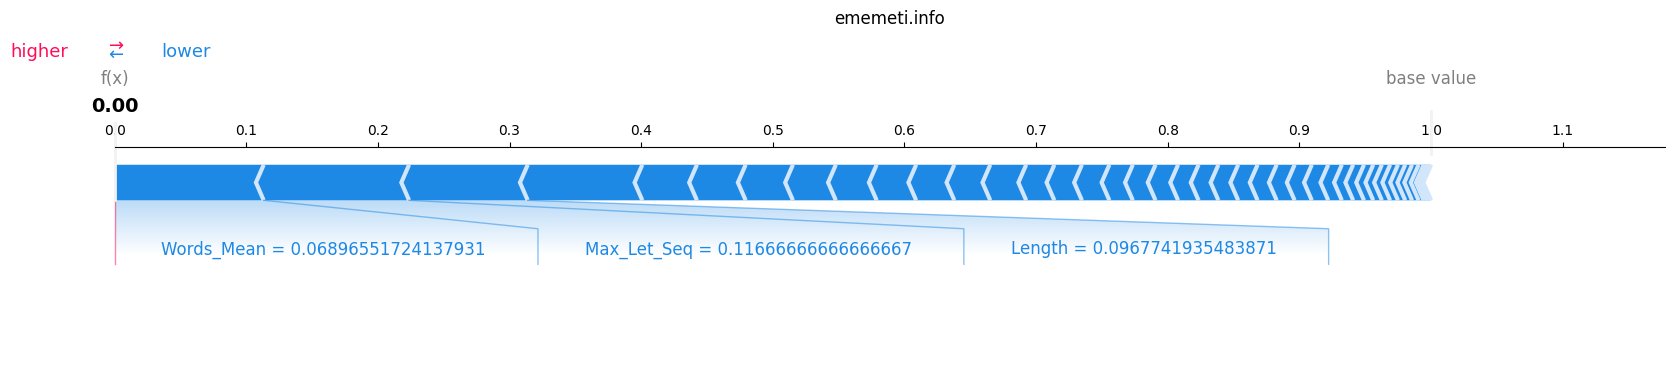 ememeti.info
higher → lower
←
f(x) base value
0.00
0 0 0.1 0.2 0.3 0.4 0.5 0.6 0.7 0.8 0.9 1 0 1.1
Words_Mean = 0.06896551724137931 Max_Let_Seq = 0.11666666666666667 Length = 0.0967741935483871